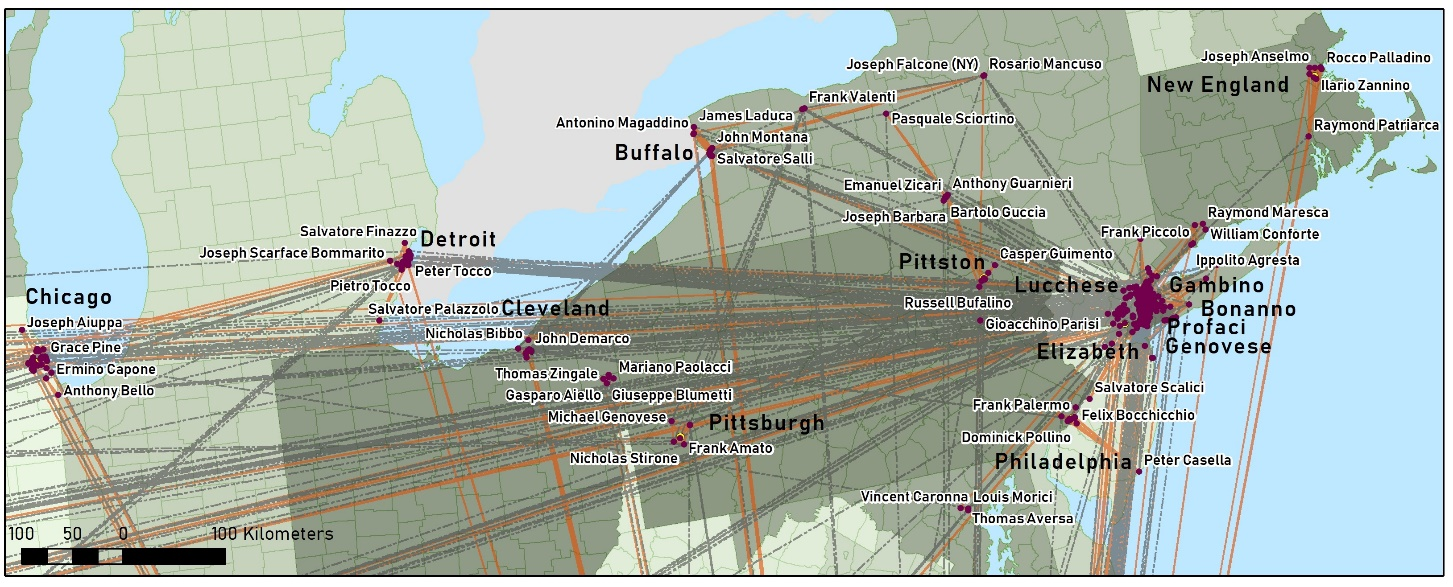 Joseph Falcone (NY)
Rosario Mancuso
Joseph Anselmo
Rocco Palladino
New England
Ilario Zannino
Raymond Patriarca
Frank Valenti
Antonino Magaddino
James Laduca
Pasquale Sciortino
John Montana
Buffalo
Salvatore Salli
Emanuel Zicari
Anthony Guarnieri
Joseph Barbara
Bartolo Guccia
Raymond Maresca
Frank Piccolo
William Conforte
Salvatore Finazzo
Detroit
Joseph Scarface Bommarito
Peter Tocco
Pietro Tocco
Pittston
Casper Guimento
Ippolito Agresta
Lucchese
Gambino
Chicago
Joseph Aiuppa
Salvatore Palazzolo
Cleveland
Russell Bufalino
Bonanno
Gioacchino Parisi
Profaci
Nicholas Bibbo
John Demarco
Elizabeth
Genovese
Grace Pine
Ermino Capone
Anthony Bello
Thomas Zingale
Mariano Paolacci
Gasparo Aiello
Giuseppe Blumetti
Salvatore Scalici
Michael Genovese
Pittsburgh
Frank Palermo
Felix Bocchicchio
Nicholas Stirone
Frank Amato
Dominick Pollino
Philadelphia
Peter Casella
Vincent Caronna
Louis Morici
Thomas Aversa
100 50 0 100 Kilometers